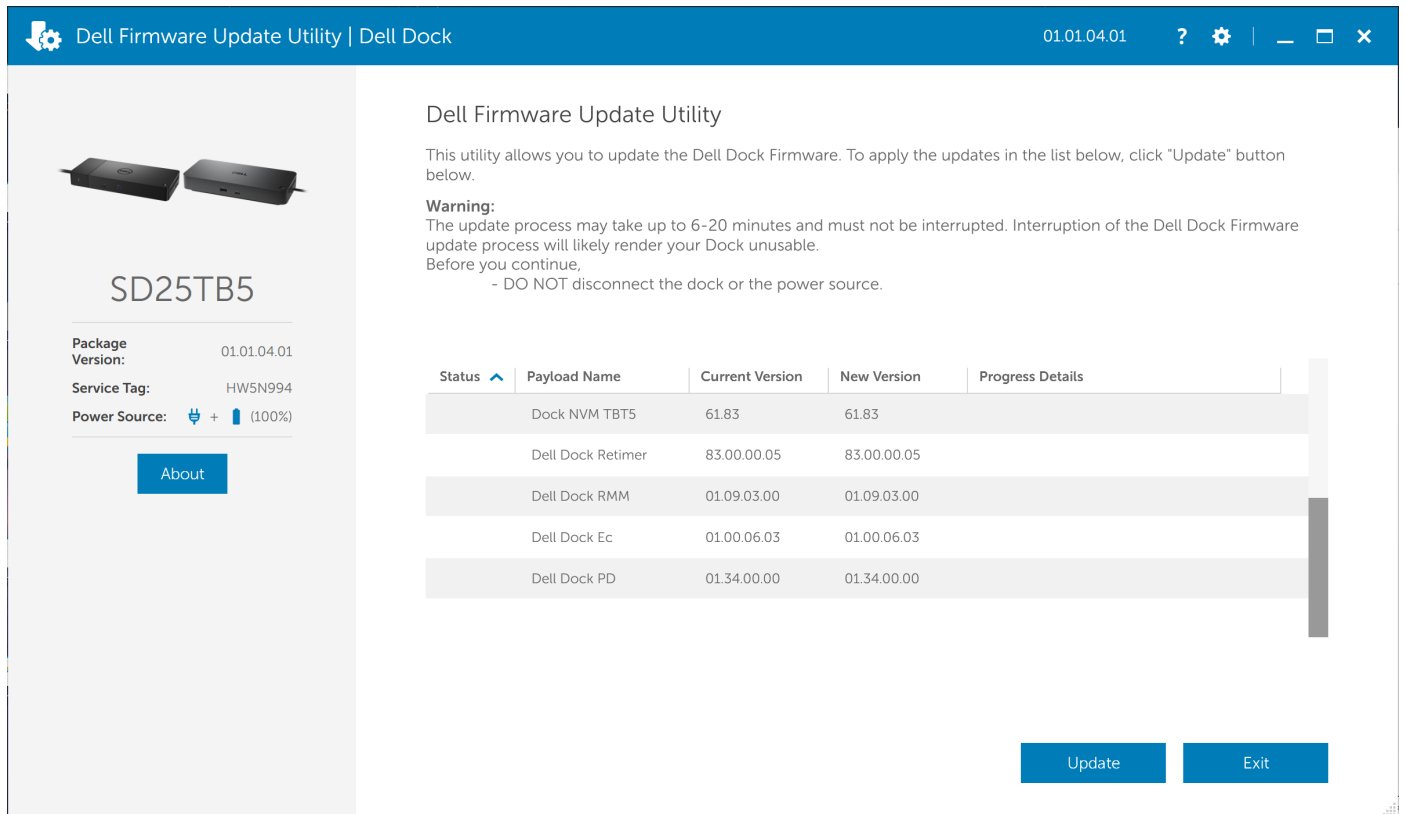 Dell Firmware Update Utility | Dell Dock
01.01.04.01
?
SD25TB5
Package
Version:
01.01.04.01
Service Tag: HW5N994
Power Source: + (100%)
About
Dell Firmware Update Utility
This utility allows you to update the Dell Dock Firmware. To apply the updates in the list below, click "Update" button
below.
Warning:
The update process may take up to 6-20 minutes and must not be interrupted. Interruption of the Dell Dock Firmware
update process will likely render your Dock unusable.
Before you continue,
- DO NOT disconnect the dock or the power source.
Status Payload Name Current Version New Version Progress Details
Dock NVM TBT5 61.83 61.83
Dell Dock Retimer 83.00.00.05 83.00.00.05
Dell Dock RMM 01.09.03.00 01.09.03.00
Dell Dock Ec 01.00.06.03 01.00.06.03
Dell Dock PD 01.34.00.00 01.34.00.00
Update Exit